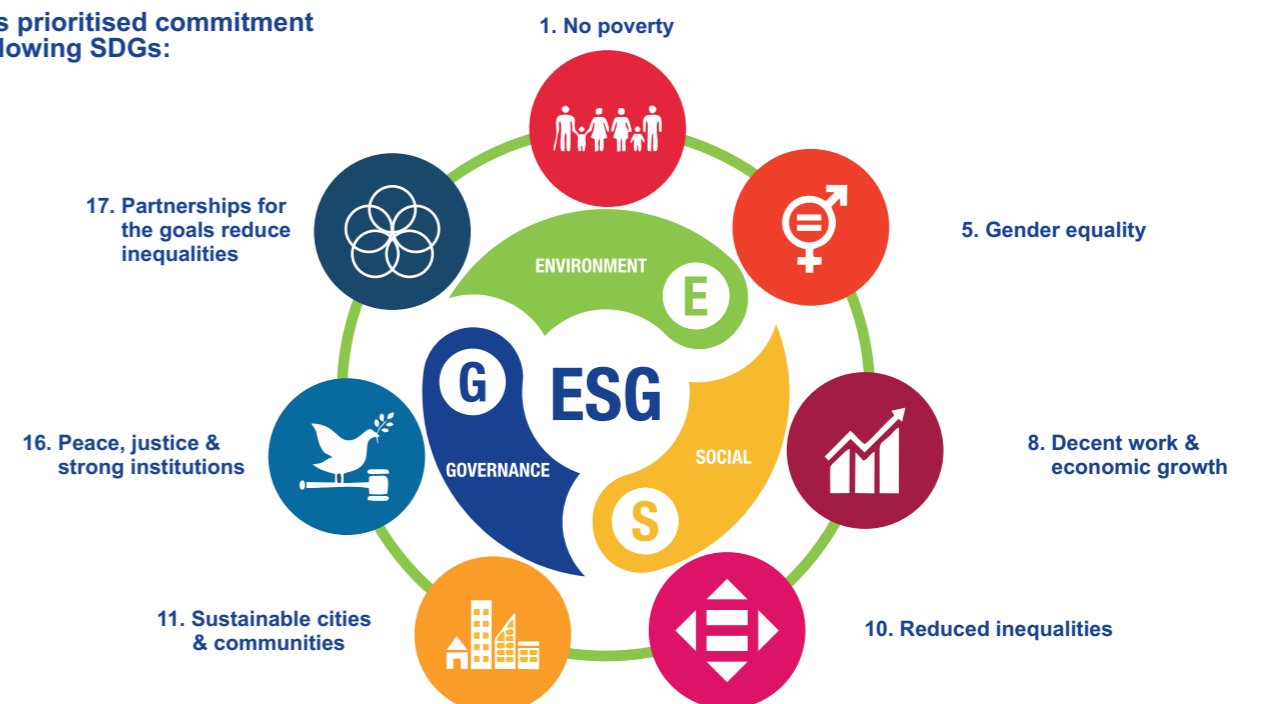 s prioritised commitment
lowing SDGs:
1. No poverty
17. Partnerships for
the goals reduce
inequalities
5. Gender equality
ENVIRONMENT
E
G
ESG
16. Peace, justice &
strong institutions
GOVERNANCE
SOCIAL
8. Decent work &
economic growth
S
11. Sustainable cities
& communities
10. Reduced inequalities